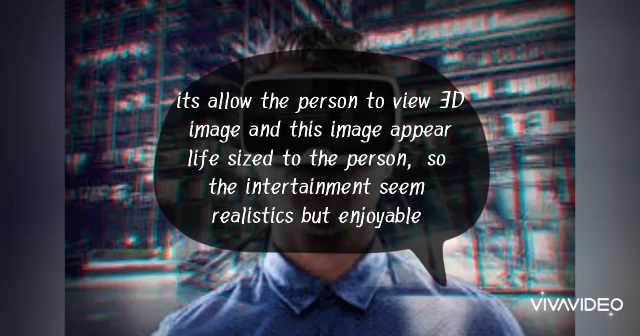 its allow the person to view 3D
image and this image appear
life sized to the person, so
the intertainment seem
realistics but enjoyable
VIVAVIDEO